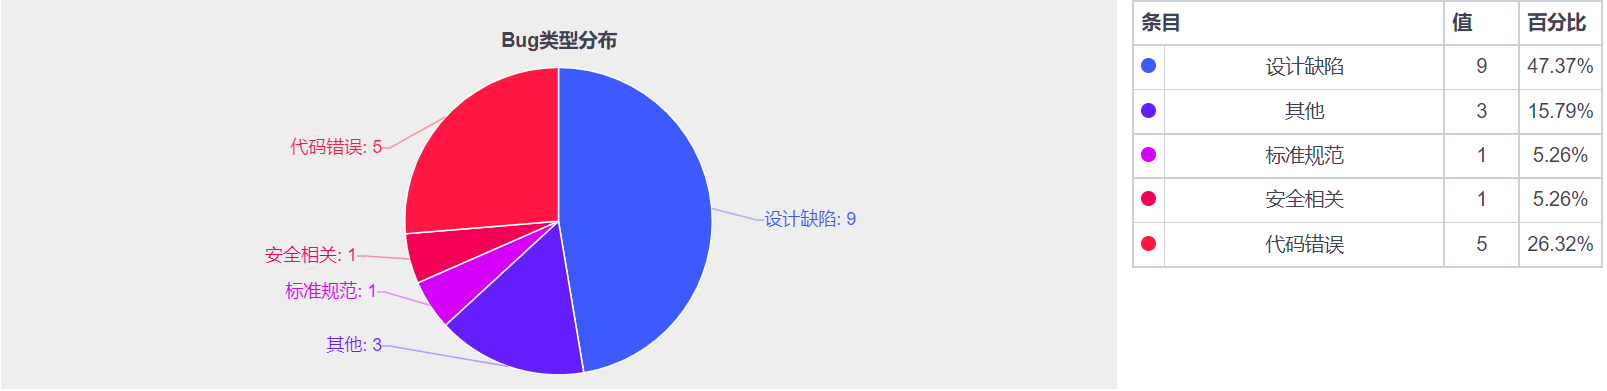 Bug类型分布
代码错误: 5
设计缺陷: 9
安全相关: 1
标准规范: 1
其他: 3
条目 值 百分比
设计缺陷 9 47.37%
其他 3 15.79%
标准规范 1 5.26%
安全相关 1 5.26%
代码错误 5 26.32%